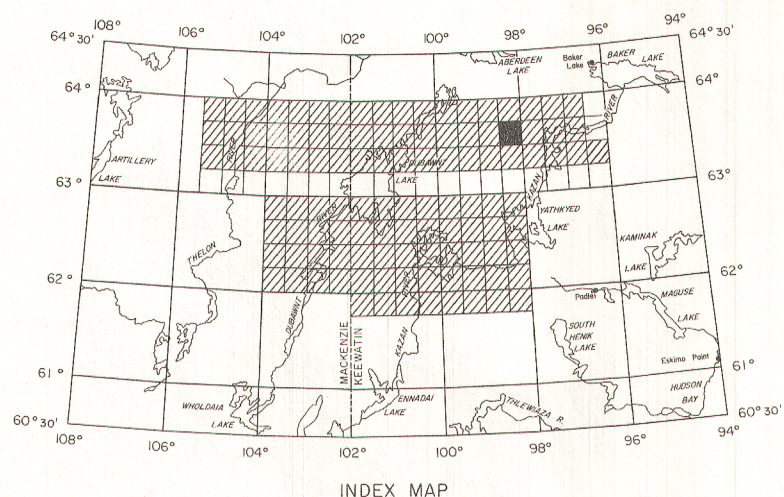 108°
106°
104°
102
100°
98°
96°
94°
64° 30'
64° 30'
ABERDEEN
LAKE
Baker
Lake
BAKER
LAKE
64°
64°
RIVER
RIVER
ARTILLERY
LAKE
DUBAWNT
LAKE
KAZAN
63°
63°
RIVER
YATHKYED
LAKE
KAMINAK
LAKE
THELON
62°
62°
RIVER
Padlei
MAGUSE
LAKE
DUBAWNT
MACKENZIE
KEEWATIN
KAZAN
SOUTH
HENIK
LAKE
Eskimo Point
61°
61°
HUDSON
BAY
WHOLDAIA
LAKE
ENNADAI
LAKE
THLEWIAZA R.
60° 30'
60° 30'
108°
106°
104°
102°
100°
98°
96°
94°
INDEX MAP